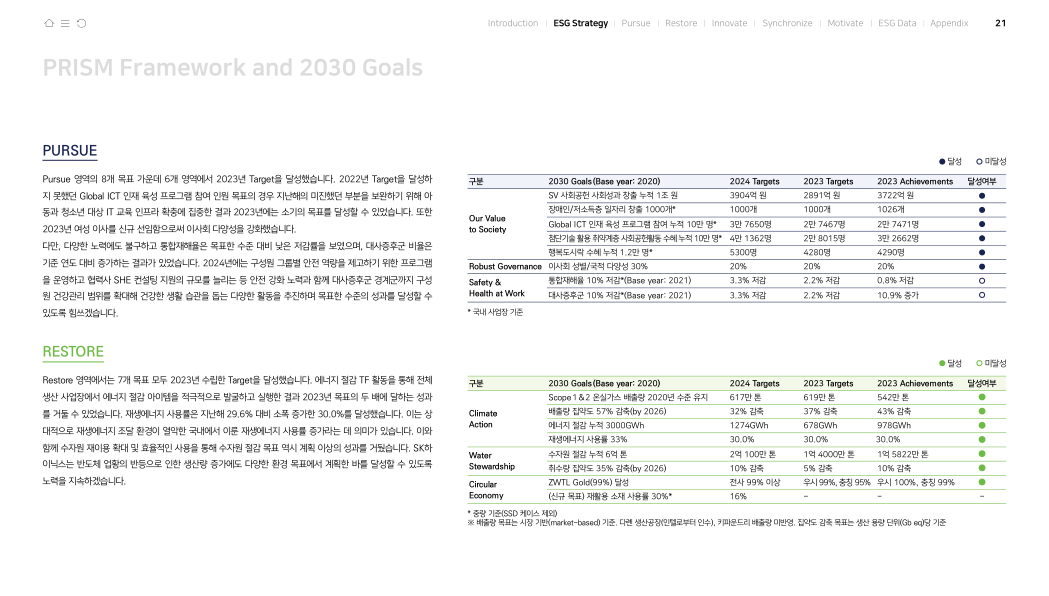 Introduction | ESG Strategy | Pursue | Restore | Innovate | Synchronize | Motivate | ESG Data | Appendix 21
PRISM Framework and 2030 Goals
PURSUE
Pursue 영역의 8개 목표 가운데 6개 영역에서 2023년 Target을 달성했습니다. 2022년 Target을 달성하
지 못했던 Global ICT 인재 육성 프로그램 참여 인원 목표의 경우 지난해의 미진했던 부분을 보완하기 위해 아
동과 청소년 대상 IT 교육 인프라 확충에 집중한 결과 2023년에는 소기의 목표를 달성할 수 있었습니다. 또한
2023년 여성 이사를 신규 선임함으로써 이사회 다양성을 강화했습니다.
다만, 다양한 노력에도 불구하고 통합재해율은 목표한 수준 대비 낮은 저감률을 보였으며, 대사증후군 비율은
기준 연도 대비 증가하는 결과가 있었습니다. 2024년에는 구성원 그룹별 안전 역량을 제고하기 위한 프로그램
을 운영하고 협력사 SHE 컨설팅 지원의 규모를 늘리는 등 안전 강화 노력과 함께 대사증후군 경계군까지 구성
원 건강관리 범위를 확대해 건강한 생활 습관을 돕는 다양한 활동을 추진하며 목표한 수준의 성과를 달성할 수
있도록 힘쓰겠습니다.
달성 미달성
구분 2030 Goals(Base year: 2020) 2024 Targets 2023 Targets 2023 Achievements 달성여부
Our Value
to Society
SV 사회공헌 사회성과 창출 누적 1조 원 3904억 원 2891억 원 3722억 원
장애인/저소득층 일자리 창출 1000개* 1000개 1000개 1026개
Global ICT 인재 육성 프로그램 참여 누적 10만 명* 3만 7650명 2만 7467명 2만 7471명
첨단기술 활용 취약계층 사회공헌활동 수혜 누적 10만 명* 4만 1362명 2만 8015명 3만 2662명
행복도시락 수혜 누적 1.2만 명* 5300명 4280명 4290명
Robust Governance 이사회 성별/국적 다양성 30% 20% 20% 20%
Safety &
Health at Work
통합재해율 10% 저감*(Base year: 2021) 3.3% 저감 2.2% 저감 0.8% 저감
대사증후군 10% 저감*(Base year: 2021) 3.3% 저감 2.2% 저감 10.9% 증가
* 국내 사업장 기준
RESTORE
Restore 영역에서는 7개 목표 모두 2023년 수립한 Target을 달성했습니다. 에너지 절감 TF 활동을 통해 전체
생산 사업장에서 에너지 절감 아이템을 적극적으로 발굴하고 실행한 결과 2023년 목표의 두 배에 달하는 성과
를 거둘 수 있었습니다. 재생에너지 사용률은 지난해 29.6% 대비 소폭 증가한 30.0%를 달성했습니다. 이는 상
대적으로 재생에너지 조달 환경이 열악한 국내에서 이룬 재생에너지 사용률 증가라는 데 의미가 있습니다. 이와
함께 수자원 재이용 확대 및 효율적인 사용을 통해 수자원 절감 목표 역시 계획 이상의 성과를 거뒀습니다. SK하
이닉스는 반도체 업황의 반등으로 인한 생산량 증가에도 다양한 환경 목표에서 계획한 바를 달성할 수 있도록
노력을 지속하겠습니다.
달성 미달성
구분 2030 Goals(Base year: 2020) 2024 Targets 2023 Targets 2023 Achievements 달성여부
Climate
Action
Scope 1&2 온실가스 배출량 2020년 수준 유지 617만 톤 619만 톤 542만 톤
배출량 집약도 57% 감축(by 2026) 32% 감축 37% 감축 43% 감축
에너지 절감 누적 3000GWh 1274GWh 678GWh 978GWh
재생에너지 사용률 33% 30.0% 30.0% 30.0%
Water
Stewardship
수자원 절감 누적 6억 톤 2억 100만 톤 1억 4000만 톤 1억 5822만 톤
취수량 집약도 35% 감축(by 2026) 10% 감축 5% 감축 10% 감축
Circular
Economy
ZWTL Gold(99%) 달성 전사 99% 이상 우시 99%, 충칭 95% 우시 100%, 충칭 99%
(신규 목표) 재활용 소재 사용률 30%* 16% – – –
* 중량 기준(SSD 케이스 제외)
※ 배출량 목표는 시장 기반(market-based) 기준. 다롄 생산공장(인텔로부터 인수), 키파운드리 배출량 미반영. 집약도 감축 목표는 생산 용량 단위(Gb eq)당 기준